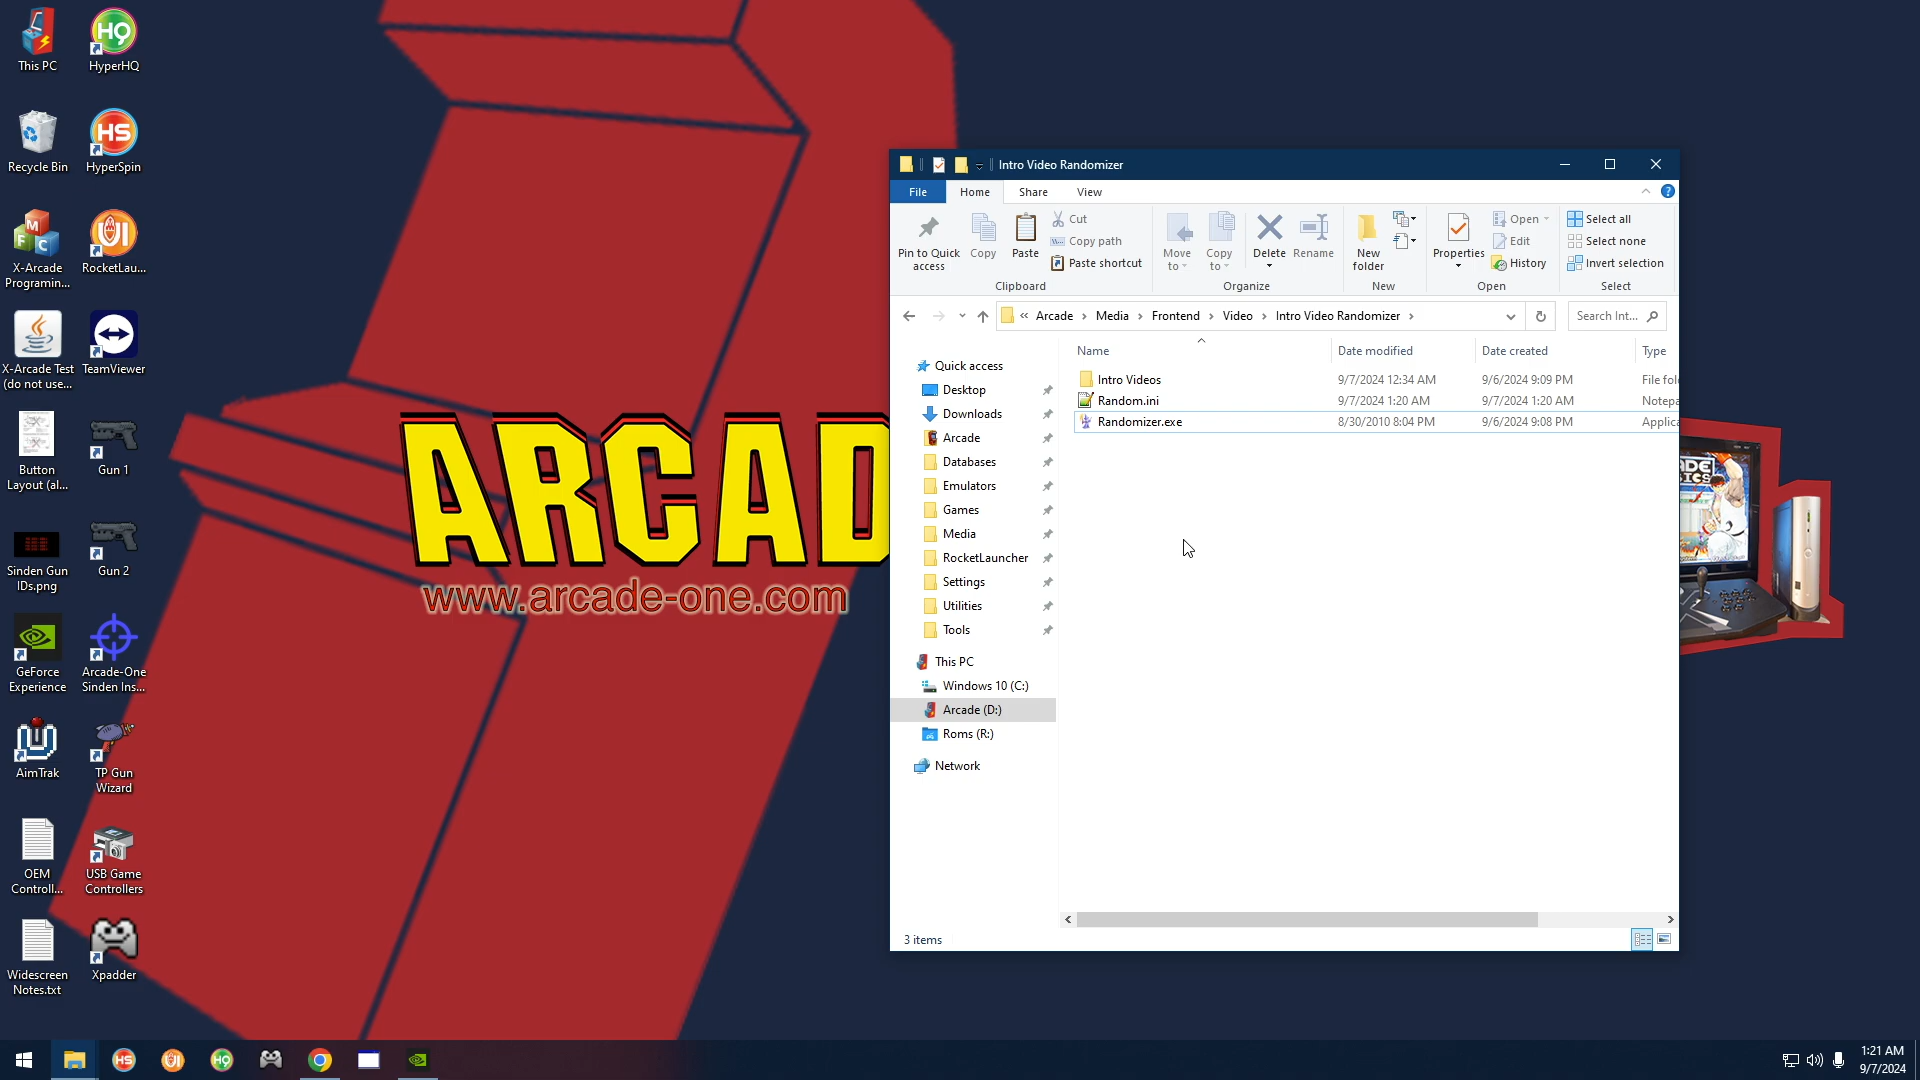 This PC
HyperHQ
Recycle Bin
HyperSpin
X-Arcade
Programin...
RocketLau...
X-Arcade Test
(do not use...
TeamViewer
Button
Layout (al...
Gun 1
Sinden Gun
IDs.png
Gun 2
GeForce
Experience
Arcade-One
Sinden Ins...
AimTrak
TP Gun
Wizard
OEM
Controll...
USB Game
Controllers
Widescreen
Notes.txt
Xpadder
ARCAD
www.arcade-one.com
Intro Video Randomizer
File Home Share View
Pin to Quick
access
Copy
Paste
Cut
Copy path
Paste shortcut
Clipboard
Move
to
Copy
to
Delete
Rename
Organize
New
folder
New
Properties
Open
Edit
History
Open
Select all
Select none
Invert selection
Select
« Arcade › Media › Frontend › Video › Intro Video Randomizer ›
Search Int...
Quick access
Desktop
Downloads
Arcade
Databases
Emulators
Games
Media
RocketLauncher
Settings
Utilities
Tools
This PC
Windows 10 (C:)
Arcade (D:)
Roms (R:)
Network
Name Date modified Date created Type
Intro Videos 9/7/2024 12:34 AM 9/6/2024 9:09 PM File fol
Random.ini 9/7/2024 1:20 AM 9/7/2024 1:20 AM Notepa
Randomizer.exe 8/30/2010 8:04 PM 9/6/2024 9:08 PM Applica
3 items
1:21 AM
9/7/2024